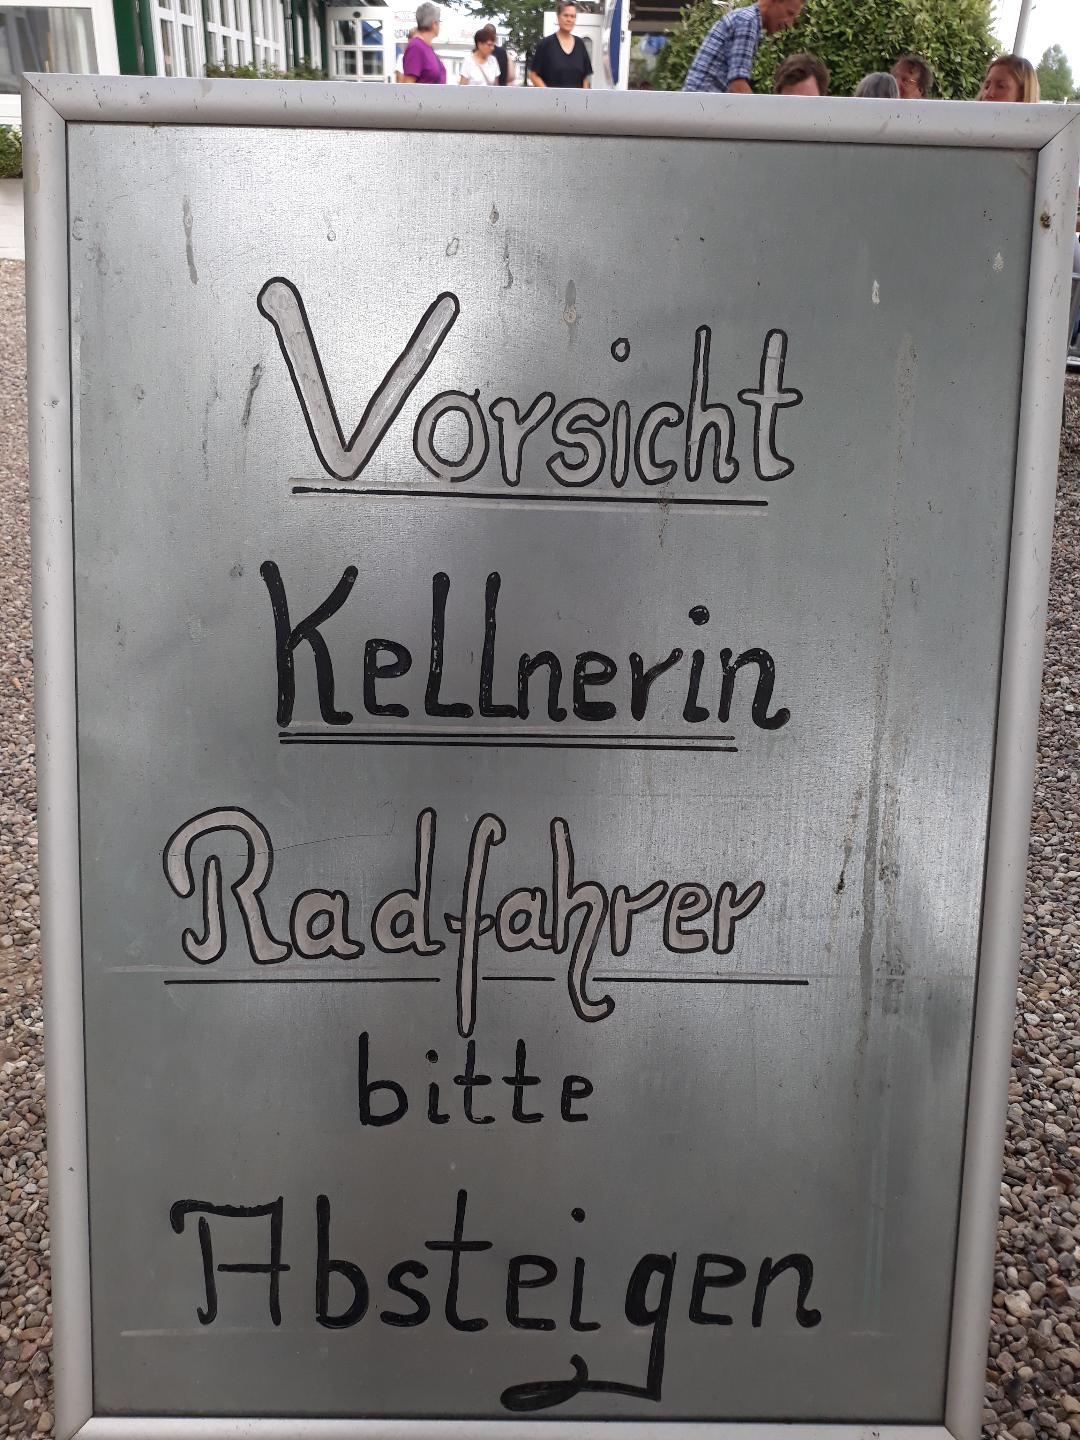 Vorsicht
Kellnerin
Radfahrer
bitte
Absteigen